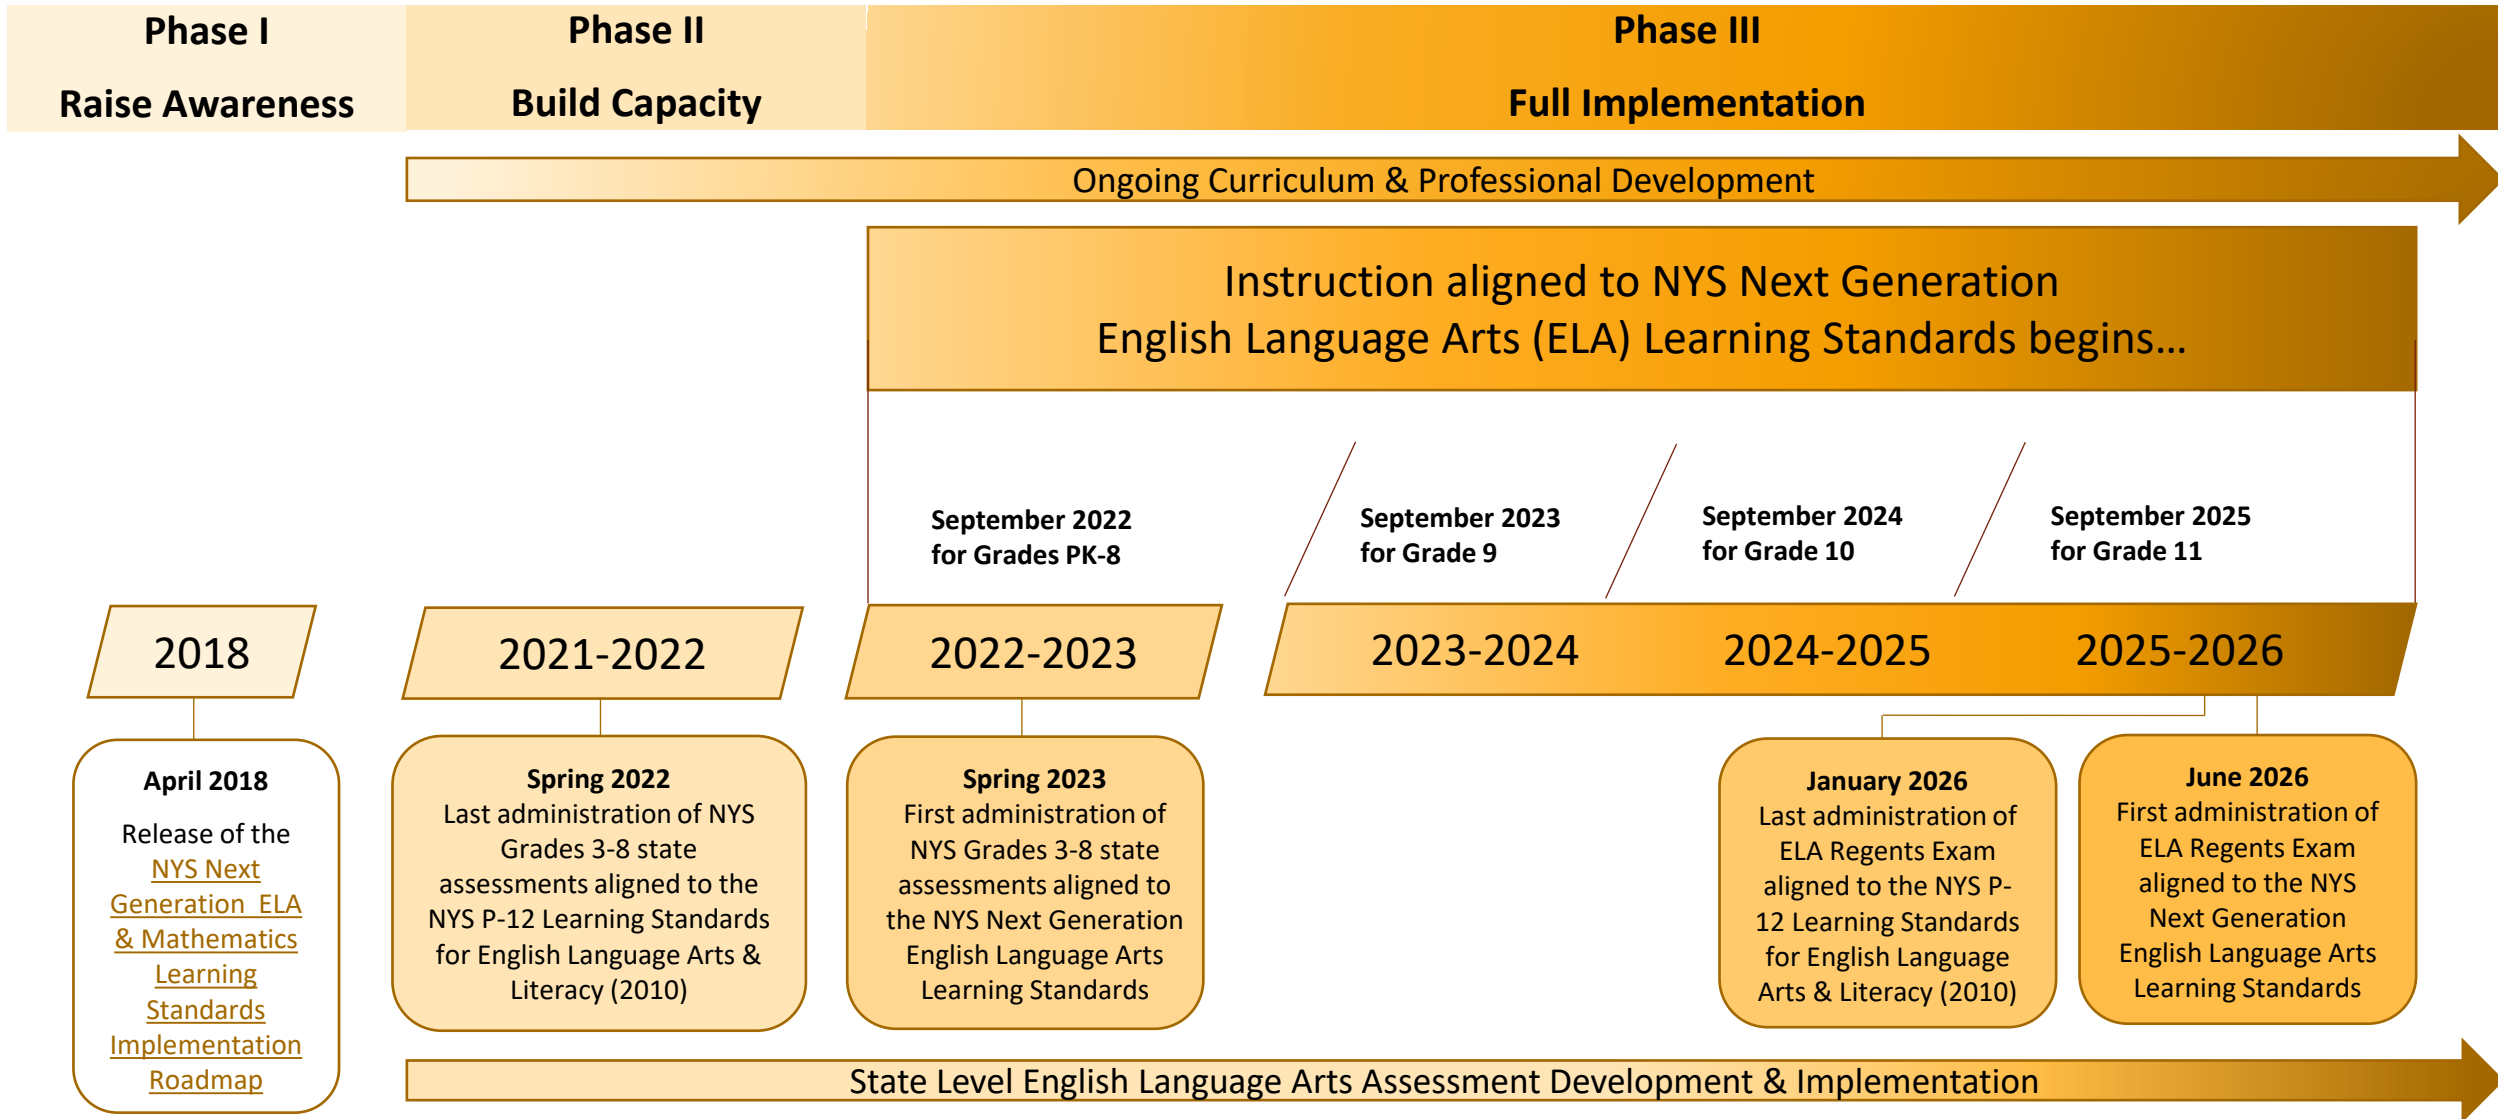 Phase I
Raise Awareness
Phase II
Build Capacity
Phase III
Full Implementation
Ongoing Curriculum & Professional Development
Instruction aligned to NYS Next Generation
English Language Arts (ELA) Learning Standards begins…
September 2022
for Grades PK-8
September 2023
for Grade 9
September 2024
for Grade 10
September 2025
for Grade 11
2018
2021-2022
2022-2023
2023-2024
2024-2025
2025-2026
April 2018
Release of the
NYS Next
Generation ELA
& Mathematics
Learning
Standards
Implementation
Roadmap
Spring 2022
Last administration of NYS
Grades 3-8 state
assessments aligned to the
NYS P-12 Learning Standards
for English Language Arts &
Literacy (2010)
Spring 2023
First administration of
NYS Grades 3-8 state
assessments aligned to
the NYS Next Generation
English Language Arts
Learning Standards
January 2026
Last administration of
ELA Regents Exam
aligned to the NYS P-
12 Learning Standards
for English Language
Arts & Literacy (2010)
June 2026
First administration of
ELA Regents Exam
aligned to the NYS
Next Generation
English Language Arts
Learning Standards
State Level English Language Arts Assessment Development & Implementation